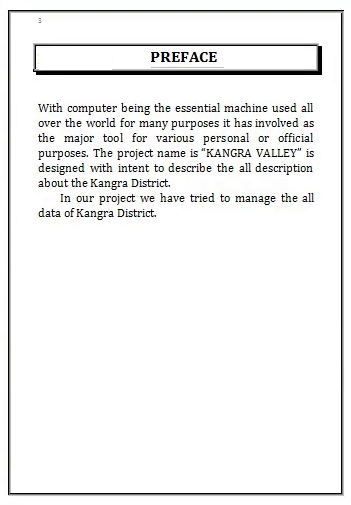 PREFACE
With computer being the essential machine used all
over the world for many purposes it has involved as
the major tool for various personal or official
purposes. The project name is “KANGRA VALLEY” is
designed with intent to describe the all description
about the Kangra District.
In our project we have tried to manage the all
data of Kangra District.